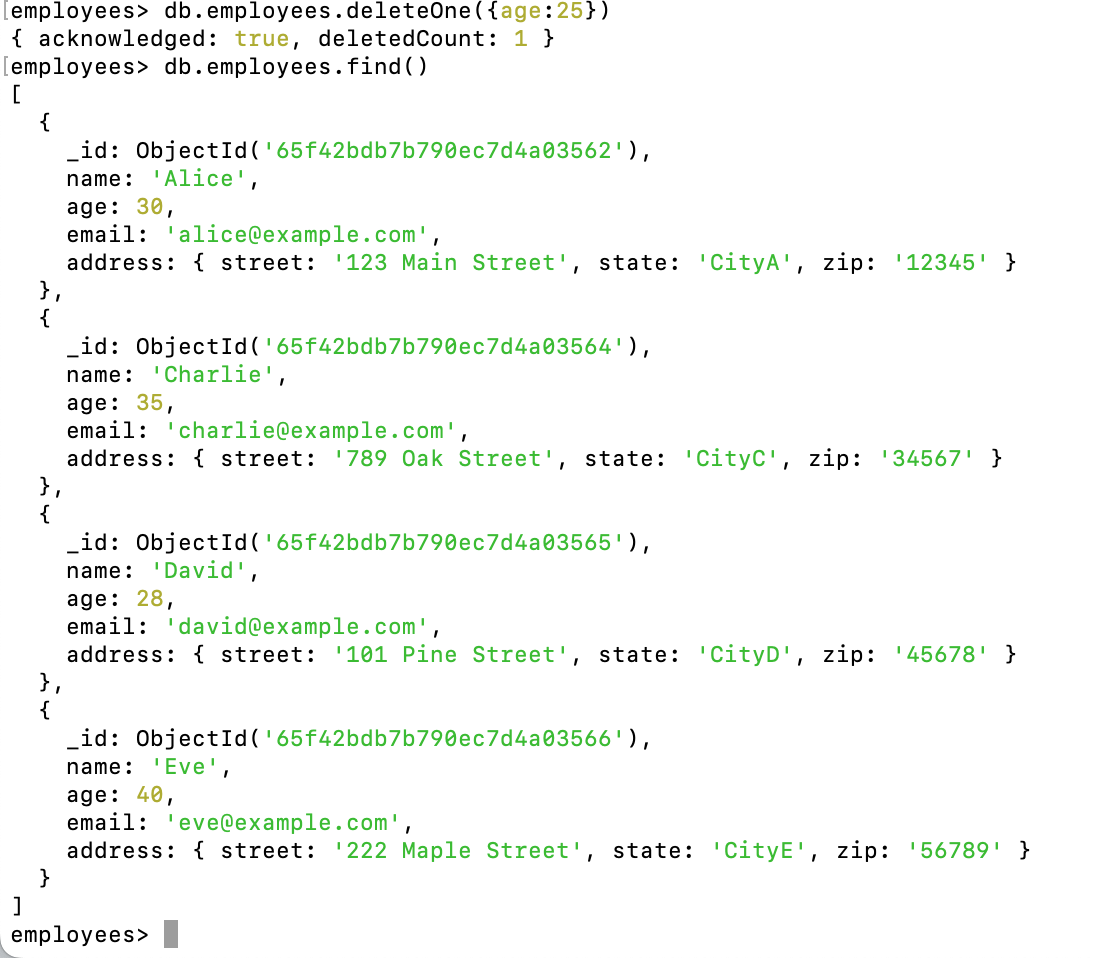 [employees> db.employees.deleteOne({age:25})
{ acknowledged: true, deletedCount: 1 }
[employees> db.employees.find()
[
  {
    _id: ObjectId('65f42bdb7b790ec7d4a03562'),
    name: 'Alice',
    age: 30,
    email: 'alice@example.com',
    address: { street: '123 Main Street', state: 'CityA', zip: '12345' }
  },
  {
    _id: ObjectId('65f42bdb7b790ec7d4a03564'),
    name: 'Charlie',
    age: 35,
    email: 'charlie@example.com',
    address: { street: '789 Oak Street', state: 'CityC', zip: '34567' }
  },
  {
    _id: ObjectId('65f42bdb7b790ec7d4a03565'),
    name: 'David',
    age: 28,
    email: 'david@example.com',
    address: { street: '101 Pine Street', state: 'CityD', zip: '45678' }
  },
  {
    _id: ObjectId('65f42bdb7b790ec7d4a03566'),
    name: 'Eve',
    age: 40,
    email: 'eve@example.com',
    address: { street: '222 Maple Street', state: 'CityE', zip: '56789' }
  }
]
employees>